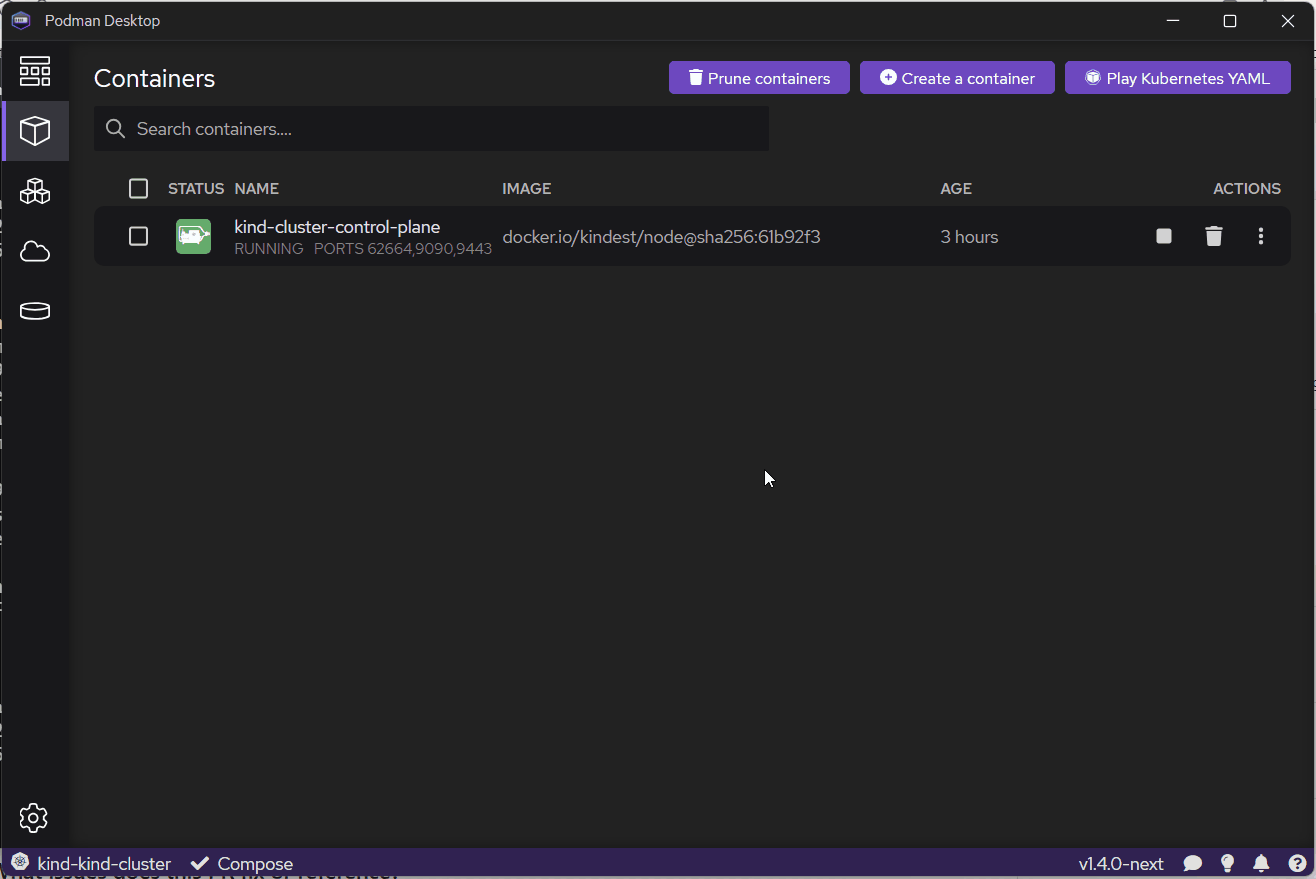 Podman Desktop
Containers
Prune containers
Create a container
Play Kubernetes YAML
Search containers....
STATUS NAME IMAGE AGE ACTIONS
kind-cluster-control-plane
RUNNING PORTS 62664,9090,9443
docker.io/kindest/node@sha256:61b92f3
3 hours
kind-kind-cluster
Compose
v1.4.0-next